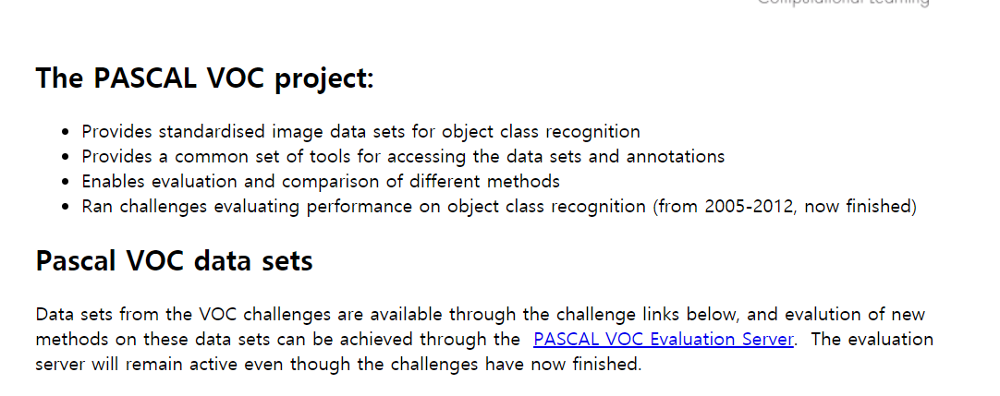 Computational Learning
The PASCAL VOC project:
• Provides standardised image data sets for object class recognition
• Provides a common set of tools for accessing the data sets and annotations
• Enables evaluation and comparison of different methods
• Ran challenges evaluating performance on object class recognition (from 2005-2012, now finished)
Pascal VOC data sets
Data sets from the VOC challenges are available through the challenge links below, and evalution of new
methods on these data sets can be achieved through the PASCAL VOC Evaluation Server. The evaluation
server will remain active even though the challenges have now finished.